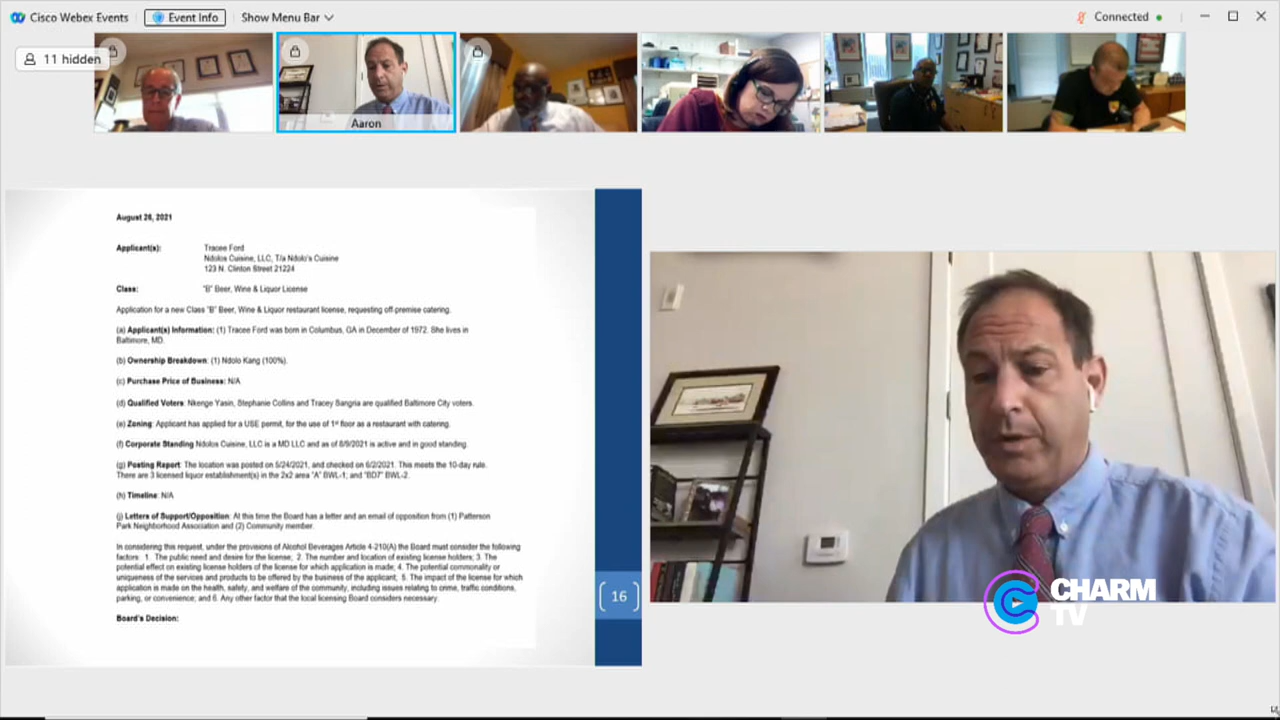 Cisco Webex Events
Event Info
Show Menu Bar
Connected
11 hidden
Aaron
August 26, 2021
Applicant(s): Tracee Ford
Ndolos Cuisine, LLC, T/a Ndolo's Cuisine
123 N. Clinton Street 21224
Class: "B" Beer, Wine & Liquor License
Application for a new Class "B" Beer, Wine & Liquor restaurant license, requesting off-premise catering.
(a) Applicant(s) Information: (1) Tracee Ford was born in Columbus, GA in December of 1972. She lives in
Baltimore, MD.
(b) Ownership Breakdown: (1) Ndolo Kang (100%).
(c) Purchase Price of Business: N/A
(d) Qualified Voters: Nkenge Yasin, Stephanie Collins and Tracey Sangria are qualified Baltimore City voters.
(e) Zoning: Applicant has applied for a USE permit, for the use of 1st floor as a restaurant with catering.
(f) Corporate Standing Ndolos Cuisine, LLC is a MD LLC and as of 8/9/2021 is active and in good standing.
(g) Posting Report: The location was posted on 5/24/2021, and checked on 6/2/2021. This meets the 10-day rule.
There are 3 licensed liquor establishment(s) in the 2x2 area "A" BWL-1; and "BD7" BWL-2.
(h) Timeline: N/A
(j) Letters of Support/Opposition: At this time the Board has a letter and an email of opposition from (1) Patterson
Park Neighborhood Association and (2) Community member.
In considering this request, under the provisions of Alcohol Beverages Article 4-210(A) the Board must consider the following
factors: 1. The public need and desire for the license; 2. The number and location of existing license holders; 3. The
potential effect on existing license holders of the license for which application is made; 4. The potential commonality or
uniqueness of the services and products to be offered by the business of the applicant; 5. The impact of the license for which
application is made on the health, safety, and welfare of the community, including issues relating to crime, traffic conditions,
parking, or convenience; and 6. Any other factor that the local licensing Board considers necessary.
Board's Decision:
16
CHARM
TV